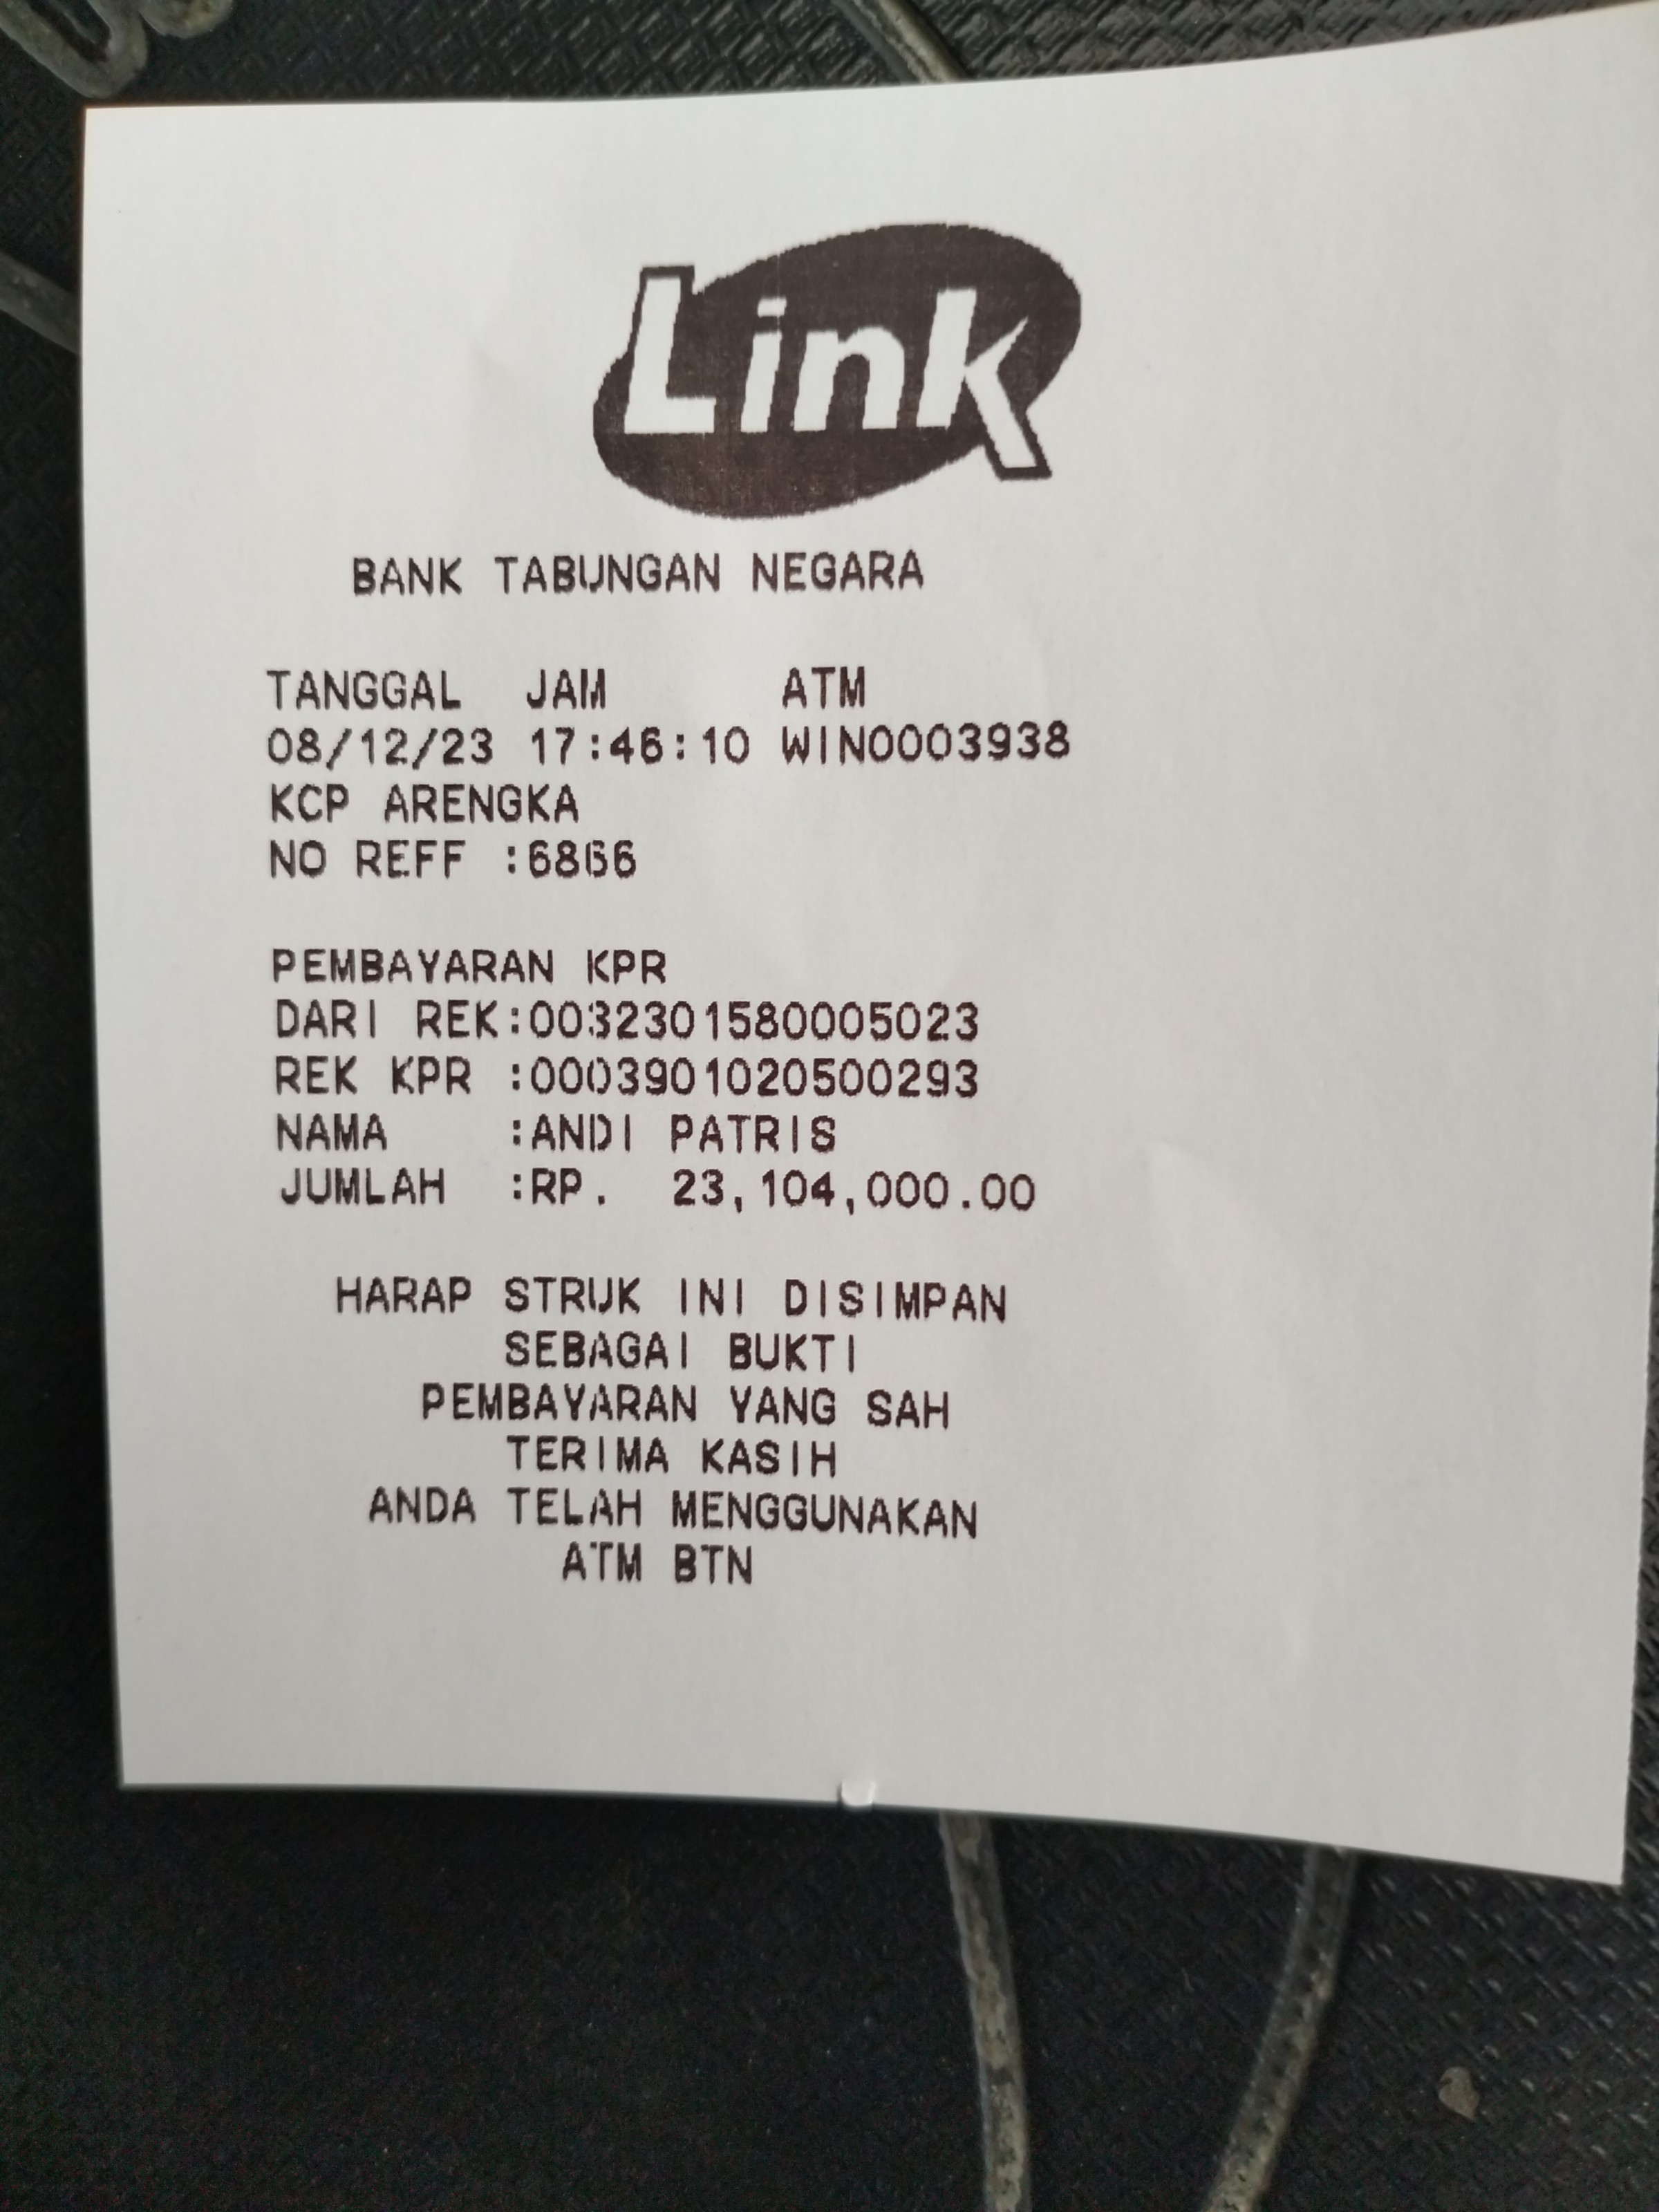 Link
BANK TABUNGAN NEGARA
TANGGAL JAM ATM
08/12/23 17:46:10 WIN0003938
KCP ARENGKA
NO REFF :6866
PEMBAYARAN KPR
DARI REK:0032301580005023
REK KPR :0003901020500293
NAMA :ANDI PATRIS
JUMLAH :RP. 23,104,000.00
HARAP STRUK INI DISIMPAN
SEBAGAI BUKTI
PEMBAYARAN YANG SAH
TERIMA KASIH
ANDA TELAH MENGGUNAKAN
ATM BTN